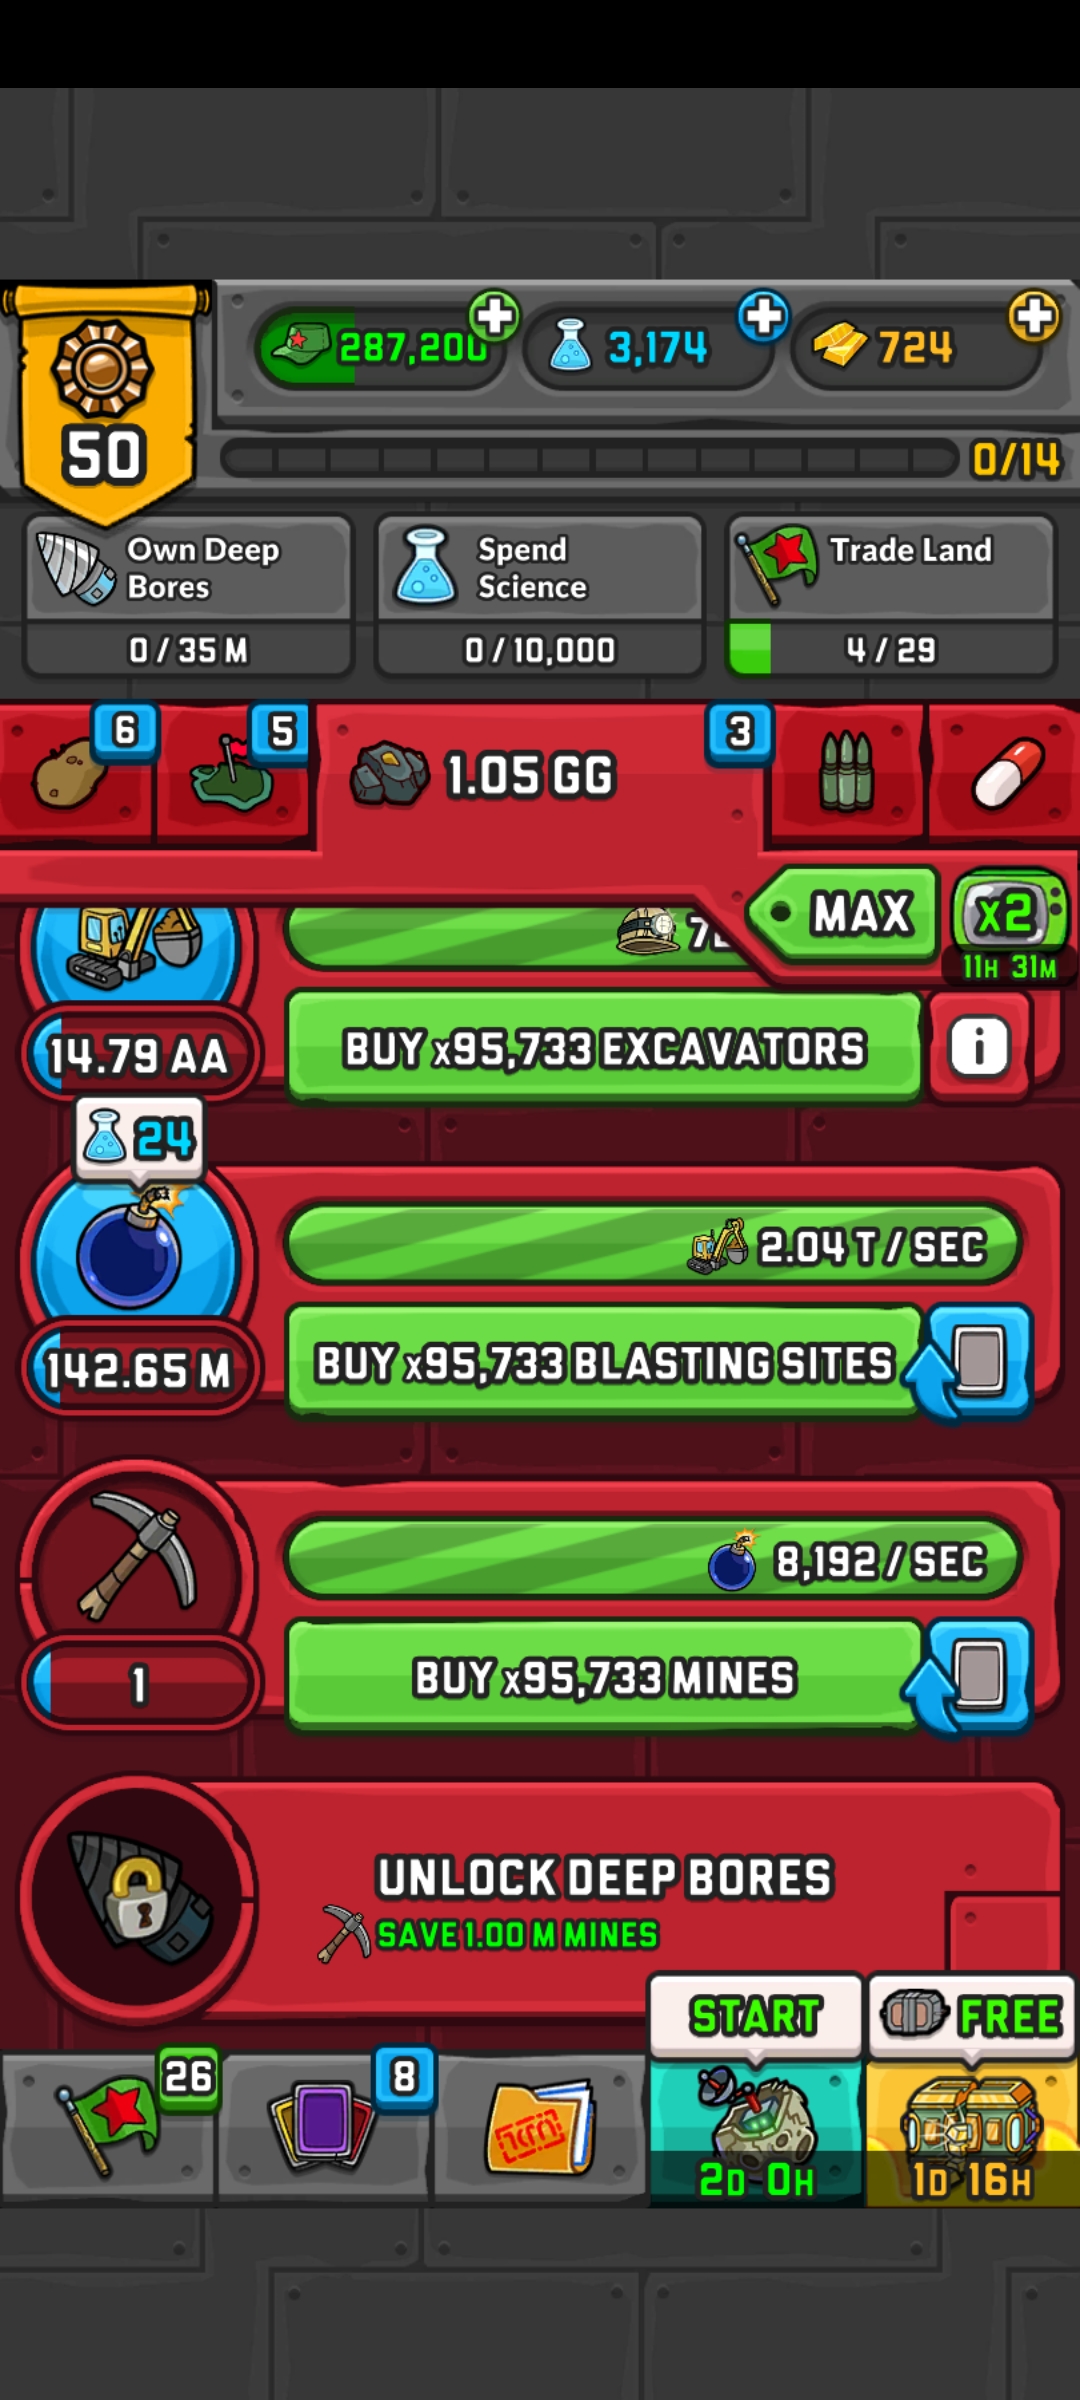 50
287,200
3,174
724
0/14
Own Deep
Bores
0 / 35 M
Spend
Science
0 / 10,000
Trade Land
4 / 29
6
5
1.05 GG
3
MAX
x2
11H 31M
14.79 AA
BUY x95,733 EXCAVATORS
i
24
2.04 T / SEC
142.65 M
BUY x95,733 BLASTING SITES
8,192 / SEC
1
BUY x95,733 MINES
UNLOCK DEEP BORES
SAVE 1.00 M MINES
START
FREE
26
8
2D 0H
1D 16H